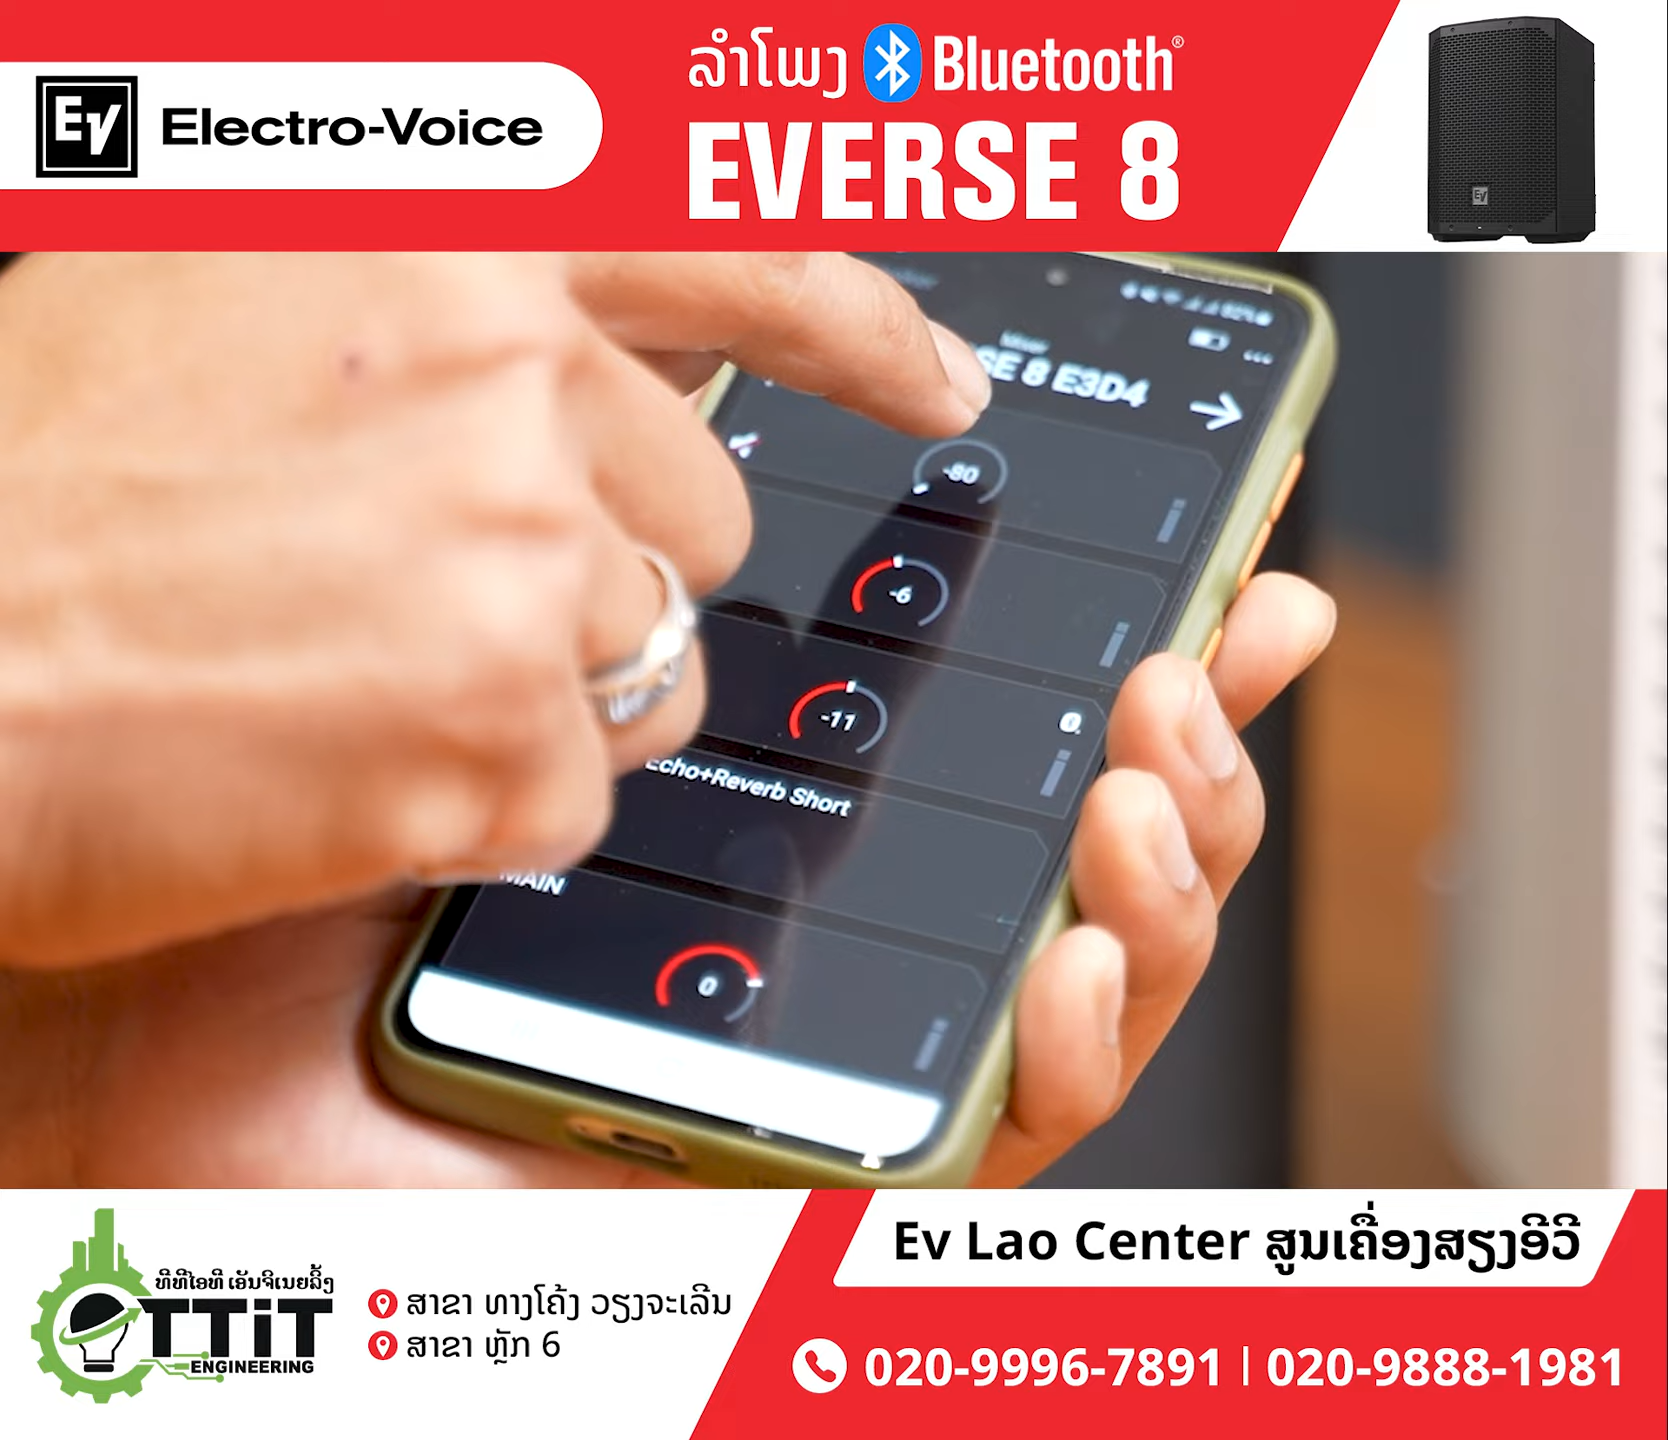 EV Electro-Voice
ລຳໂພງ Bluetooth®
EVERSE 8
EV
SE 8 E3D4
-80
-6
-11
Echo+Reverb Short
MAIN
0
ທີທີໄອທີ ເອັນຈິເນຍລິ້ງ
TTiT
ENGINEERING
ສາຂາ ທາງໂຄ້ງ ວຽງຈະເລີນ
ສາຂາ ຫຼັກ 6
Ev Lao Center ສູນເຄື່ອງສຽງອີວີ
020-9996-7891 | 020-9888-1981